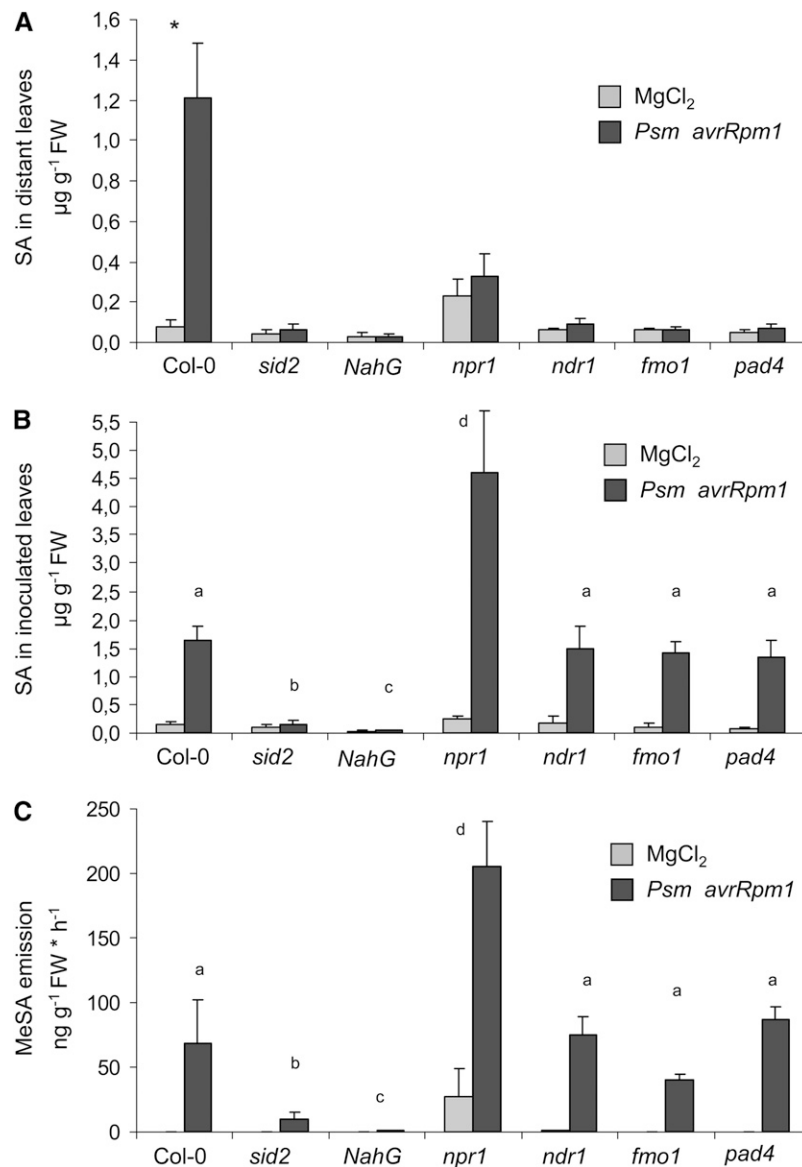 A
SA in distant leaves
µg g⁻¹ FW
1,6
1,4
1,2
1,0
0,8
0,6
0,4
0,2
0,0
*
MgCl₂
Psm avrRpm1
Col-0 sid2 NahG npr1 ndr1 fmo1 pad4
B
SA in inoculated leaves
µg g⁻¹ FW
5,5
5,0
4,5
4,0
3,5
3,0
2,5
2,0
1,5
1,0
0,5
0,0
a b c d a a a
MgCl₂
Psm avrRpm1
Col-0 sid2 NahG npr1 ndr1 fmo1 pad4
C
MeSA emission
ng g⁻¹ FW * h⁻¹
250
200
150
100
50
0
a b c d a a a
MgCl₂
Psm avrRpm1
Col-0 sid2 NahG npr1 ndr1 fmo1 pad4